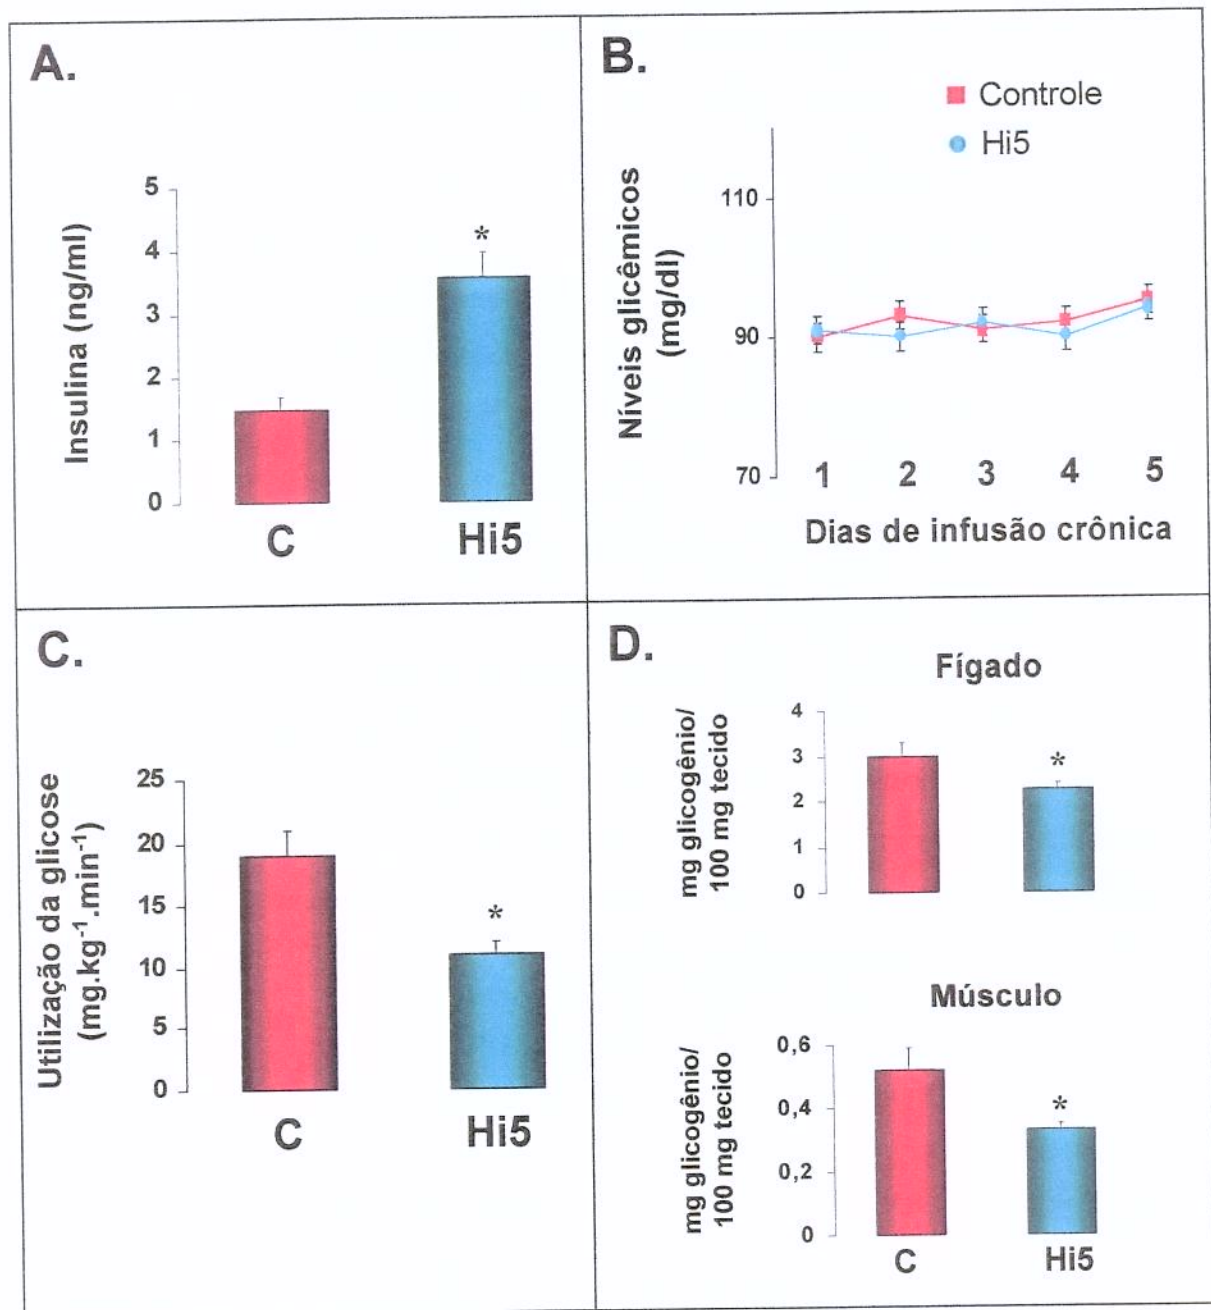 A.
Insulina (ng/ml)
5
4
3
2
1
0
*
C
Hi5
B.
Controle
Hi5
Níveis glicêmicos
(mg/dl)
110
90
70
1 2 3 4 5
Dias de infusão crônica
C.
Utilização da glicose
(mg.kg⁻¹.min⁻¹)
25
20
15
10
5
0
*
C
Hi5
D.
Fígado
mg glicogênio/
100 mg tecido
4
3
2
1
0
*
Músculo
mg glicogênio/
100 mg tecido
0,6
0,4
0,2
0
*
C
Hi5